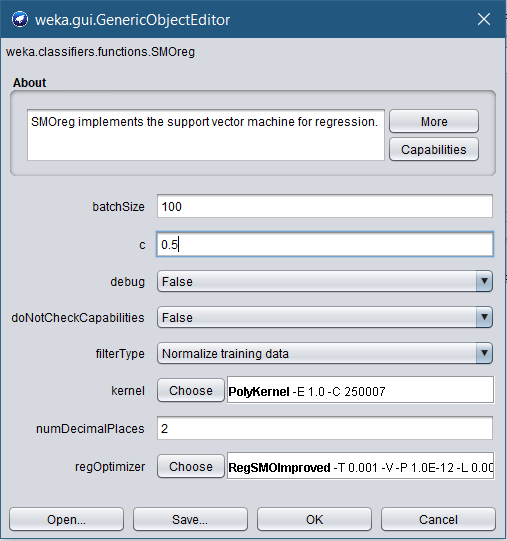 weka.gui.GenericObjectEditor
weka.classifiers.functions.SMOreg
About
SMOreg implements the support vector machine for regression.
More
Capabilities
batchSize 100
c 0.5
debug False
doNotCheckCapabilities False
filterType Normalize training data
kernel Choose PolyKernel -E 1.0 -C 250007
numDecimalPlaces 2
regOptimizer Choose RegSMOImproved -T 0.001 -V -P 1.0E-12 -L 0.00
Open... Save... OK Cancel